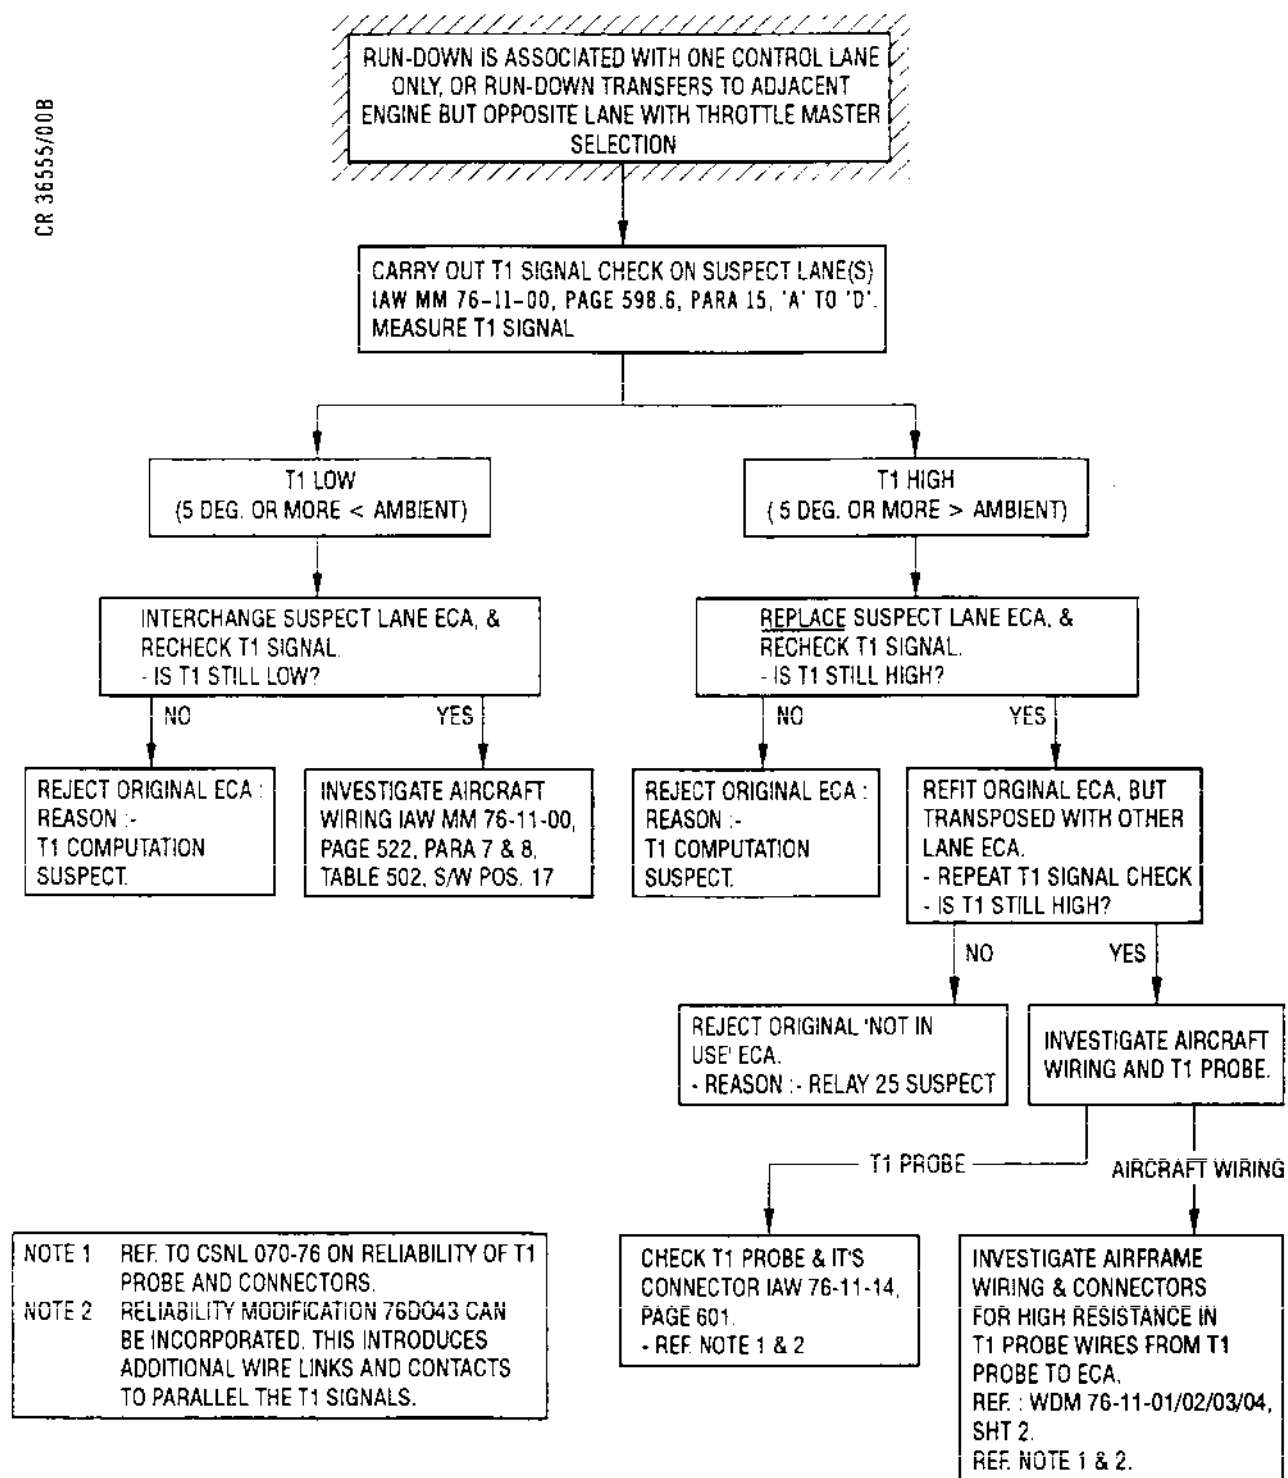 CR 36555/00B
RUN-DOWN IS ASSOCIATED WITH ONE CONTROL LANE
ONLY, OR RUN-DOWN TRANSFERS TO ADJACENT
ENGINE BUT OPPOSITE LANE WITH THROTTLE MASTER
SELECTION
CARRY OUT T1 SIGNAL CHECK ON SUSPECT LANE(S)
IAW MM 76-11-00, PAGE 598.6, PARA 15, 'A' TO 'D'.
MEASURE T1 SIGNAL
T1 LOW
(5 DEG. OR MORE < AMBIENT)
T1 HIGH
( 5 DEG. OR MORE > AMBIENT)
INTERCHANGE SUSPECT LANE ECA, &
RECHECK T1 SIGNAL.
- IS T1 STILL LOW?
REPLACE SUSPECT LANE ECA, &
RECHECK T1 SIGNAL.
- IS T1 STILL HIGH?
NO
YES
NO
YES
REJECT ORIGINAL ECA :
REASON :-
T1 COMPUTATION
SUSPECT.
INVESTIGATE AIRCRAFT
WIRING IAW MM 76-11-00,
PAGE 522, PARA 7 & 8,
TABLE 502, S/W POS. 17
REJECT ORIGINAL ECA :
REASON :-
T1 COMPUTATION
SUSPECT.
REFIT ORGINAL ECA, BUT
TRANSPOSED WITH OTHER
LANE ECA.
- REPEAT T1 SIGNAL CHECK
- IS T1 STILL HIGH?
NO
YES
REJECT ORIGINAL 'NOT IN
USE' ECA.
- REASON :- RELAY 25 SUSPECT
INVESTIGATE AIRCRAFT
WIRING AND T1 PROBE.
T1 PROBE
AIRCRAFT WIRING
CHECK T1 PROBE & IT'S
CONNECTOR IAW 76-11-14,
PAGE 601.
- REF. NOTE 1 & 2
INVESTIGATE AIRFRAME
WIRING & CONNECTORS
FOR HIGH RESISTANCE IN
T1 PROBE WIRES FROM T1
PROBE TO ECA.
REF. : WDM 76-11-01/02/03/04,
SHT 2.
REF. NOTE 1 & 2.
NOTE 1 REF. TO CSNL 070-76 ON RELIABILITY OF T1
PROBE AND CONNECTORS.
NOTE 2 RELIABILITY MODIFICATION 76DO43 CAN
BE INCORPORATED. THIS INTRODUCES
ADDITIONAL WIRE LINKS AND CONTACTS
TO PARALLEL THE T1 SIGNALS.